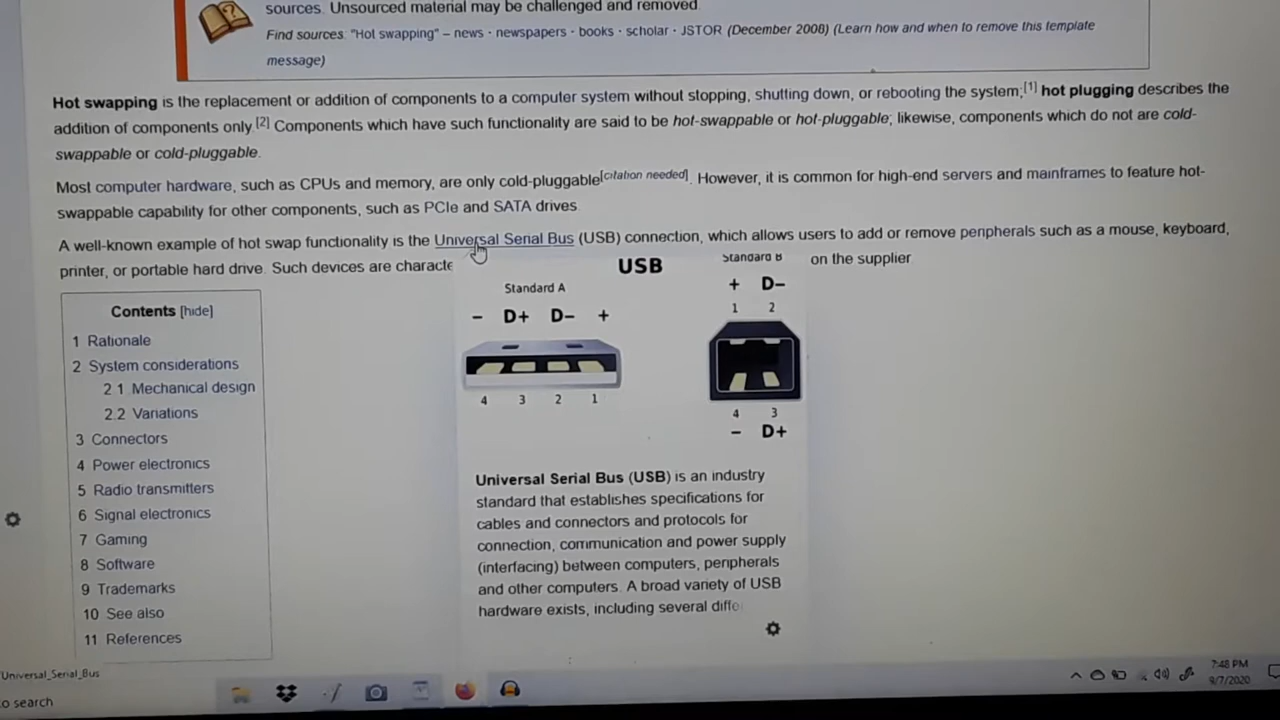 sources. Unsourced material may be challenged and removed.
Find sources: "Hot swapping" – news · newspapers · books · scholar · JSTOR (December 2008) (Learn how and when to remove this template
message)
Hot swapping is the replacement or addition of components to a computer system without stopping, shutting down, or rebooting the system;[1] hot plugging describes the
addition of components only.[2] Components which have such functionality are said to be hot-swappable or hot-pluggable; likewise, components which do not are cold-
swappable or cold-pluggable.
Most computer hardware, such as CPUs and memory, are only cold-pluggable[citation needed]. However, it is common for high-end servers and mainframes to feature hot-
swappable capability for other components, such as PCIe and SATA drives.
A well-known example of hot swap functionality is the Universal Serial Bus (USB) connection, which allows users to add or remove peripherals such as a mouse, keyboard,
printer, or portable hard drive. Such devices are characte on the supplier
Contents [hide]
1 Rationale
2 System considerations
2.1 Mechanical design
2.2 Variations
3 Connectors
4 Power electronics
5 Radio transmitters
6 Signal electronics
7 Gaming
8 Software
9 Trademarks
10 See also
11 References
USB
Standard A
- D+ D- +
4 3 2 1
Standard B
+ D-
1 2
4 3
- D+
Universal Serial Bus (USB) is an industry
standard that establishes specifications for
cables and connectors and protocols for
connection, communication and power supply
(interfacing) between computers, peripherals
and other computers. A broad variety of USB
hardware exists, including several diffe
/Universal_Serial_Bus
to search
7:48 PM
9/7/2020